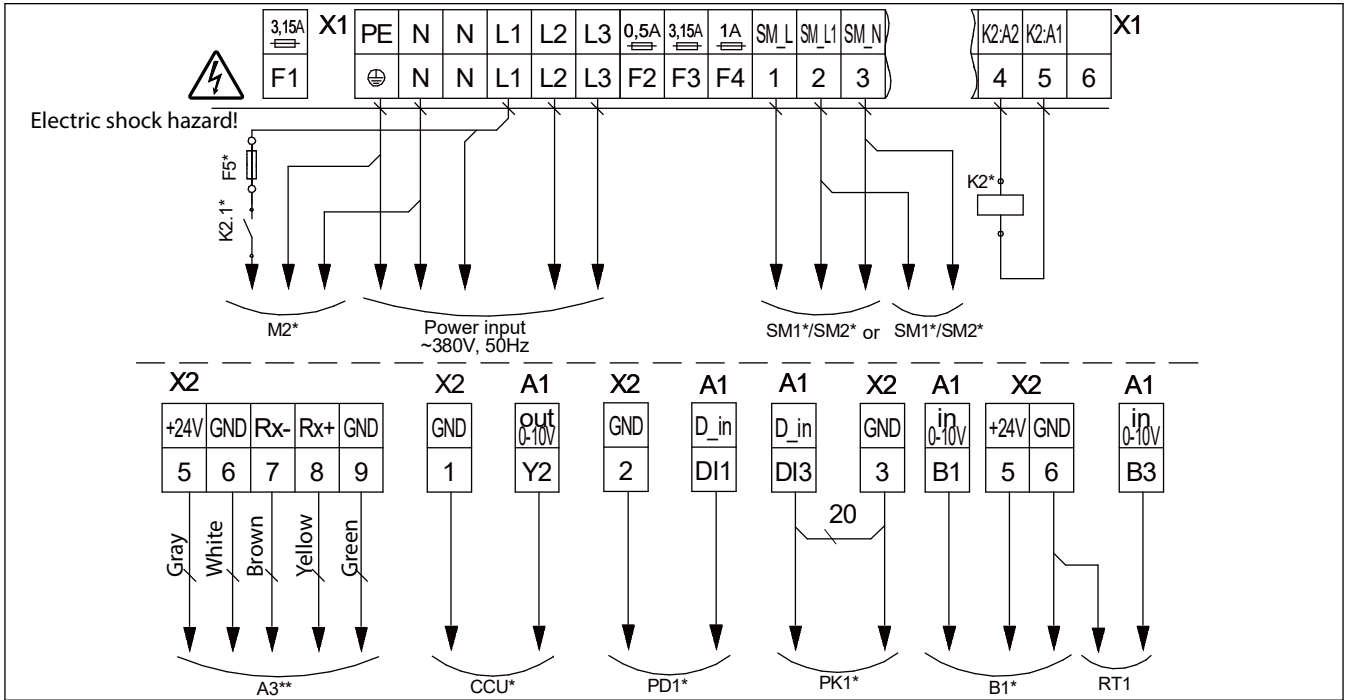 3,15A X1 PE N N L1 L2 L3 0,5A 3,15A 1A SM_L SM_L1 SM_N K2:A2 K2:A1 X1
F1 N N L1 L2 L3 F2 F3 F4 1 2 3 4 5 6
Electric shock hazard!
F5*
K2.1*
K2*
M2*
Power input
~380V, 50Hz
SM1*/SM2* or SM1*/SM2*
X2 X2 A1 X2 A1 A1 X2 A1 X2 A1
+24V GND Rx- Rx+ GND GND out 0-10V GND D_in D_in GND in 0-10V +24V GND in 0-10V
5 6 7 8 9 1 Y2 2 DI1 DI3 3 B1 5 6 B3
20
Gray
White
Brown
Yellow
Green
A3** CCU* PD1* PK1* B1* RT1